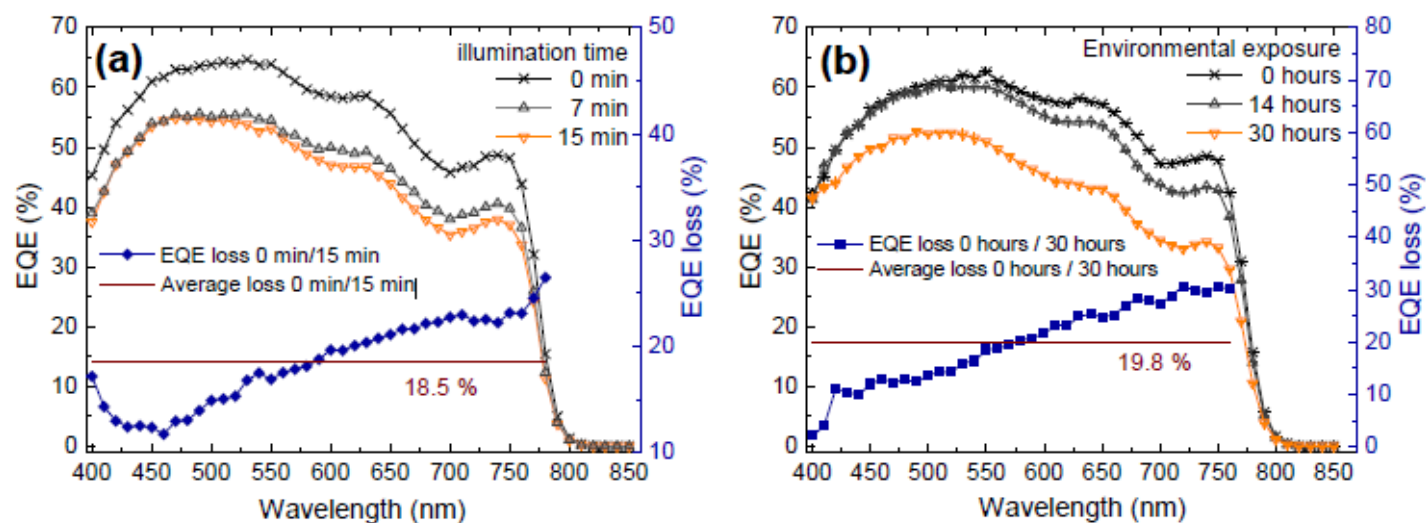 (a)
illumination time
0 min
7 min
15 min
EQE loss 0 min/15 min
Average loss 0 min/15 min
18.5 %
EQE (%)
0
10
20
30
40
50
60
70
EQE loss (%)
10
20
30
40
50
400 450 500 550 600 650 700 750 800 850
Wavelength (nm)
(b)
Environmental exposure
0 hours
14 hours
30 hours
EQE loss 0 hours / 30 hours
Average loss 0 hours / 30 hours
19.8 %
EQE (%)
0
10
20
30
40
50
60
70
EQE loss (%)
0
10
20
30
40
50
60
70
80
400 450 500 550 600 650 700 750 800 850
Wavelength (nm)